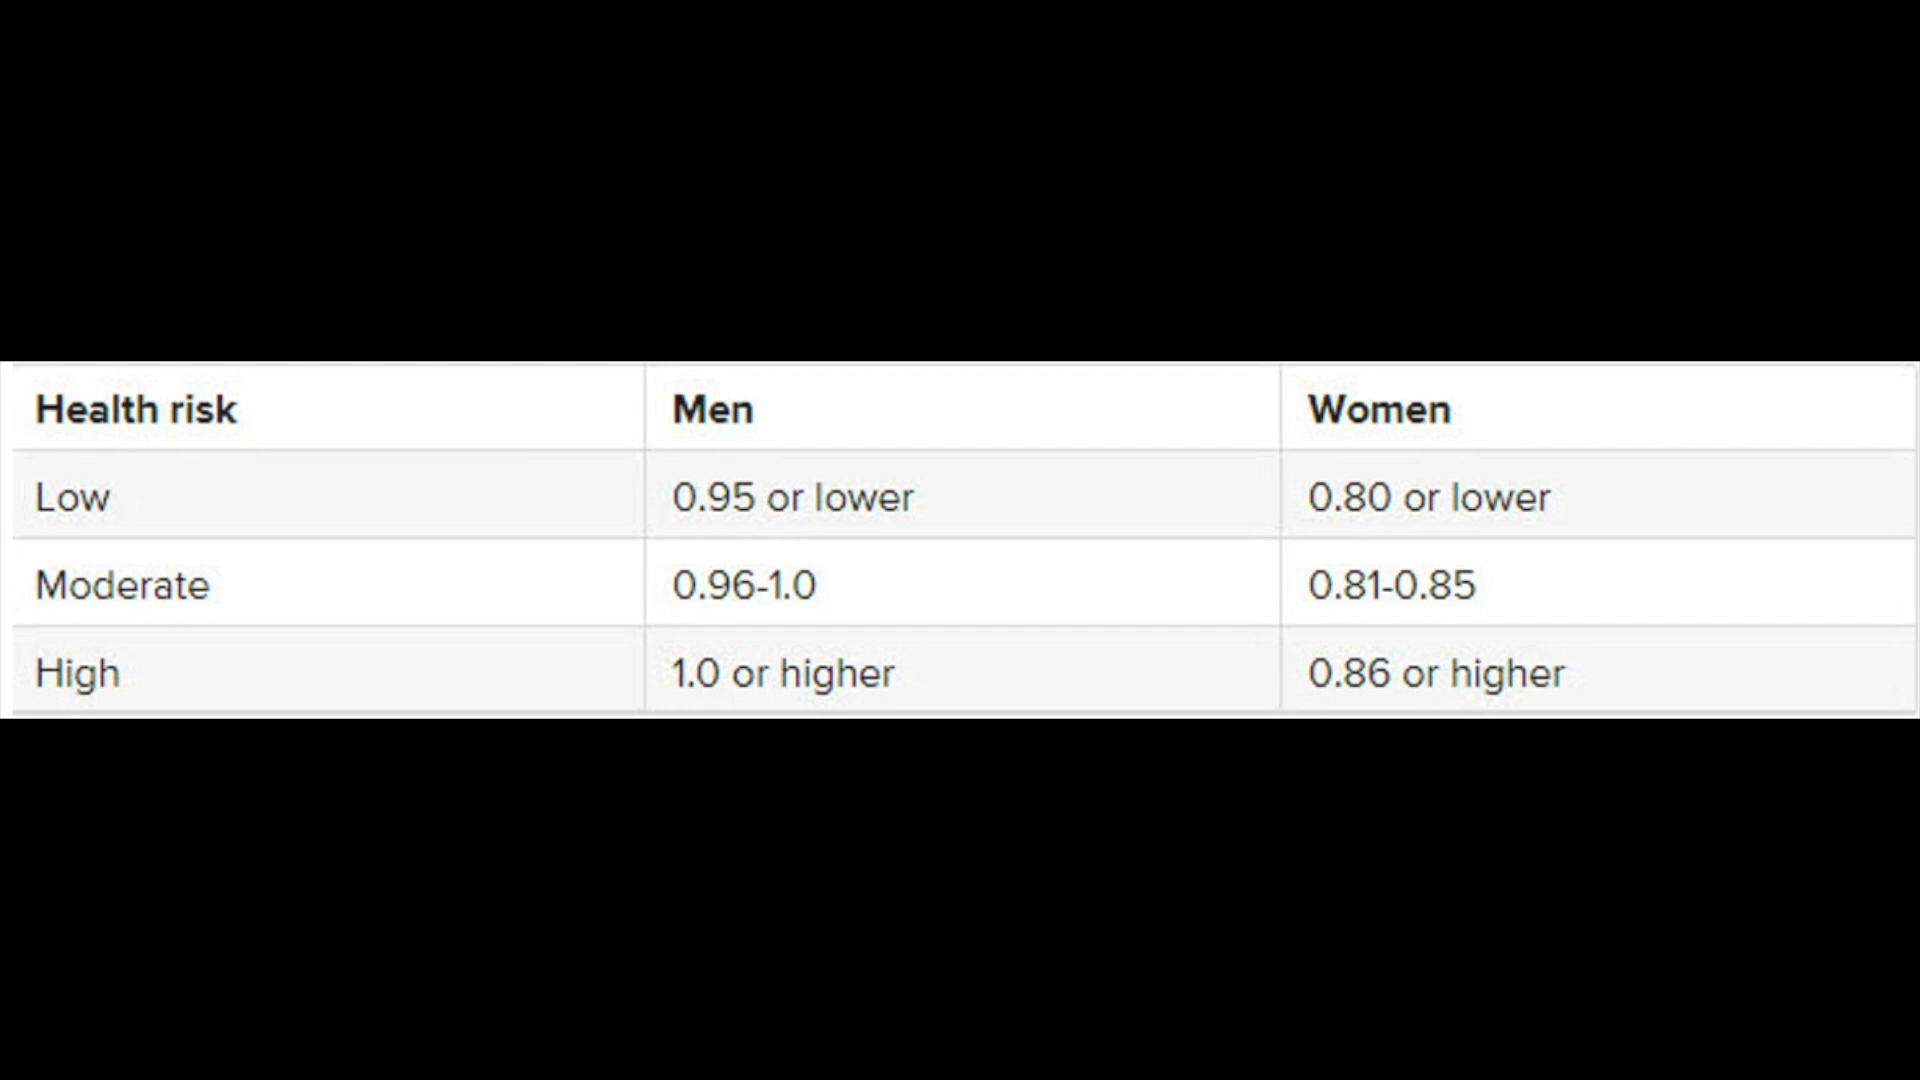 Health risk Men Women
Low 0.95 or lower 0.80 or lower
Moderate 0.96-1.0 0.81-0.85
High 1.0 or higher 0.86 or higher